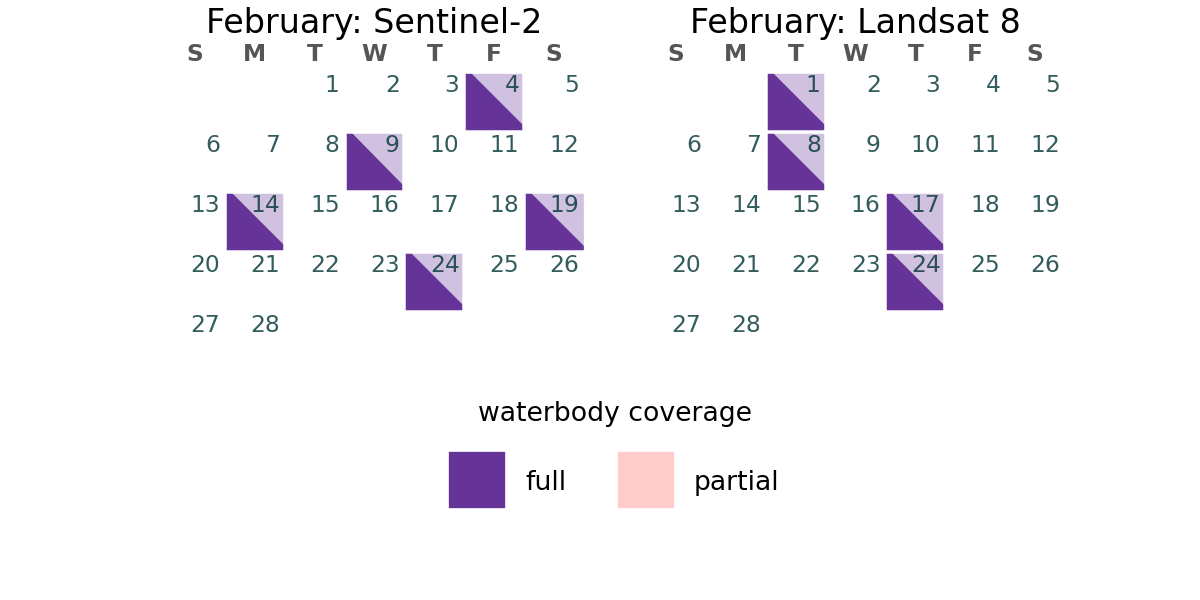 February: Sentinel-2
S M T W T F S
1 2 3 4 5
6 7 8 9 10 11 12
13 14 15 16 17 18 19
20 21 22 23 24 25 26
27 28
February: Landsat 8
S M T W T F S
1 2 3 4 5
6 7 8 9 10 11 12
13 14 15 16 17 18 19
20 21 22 23 24 25 26
27 28
waterbody coverage
full
partial